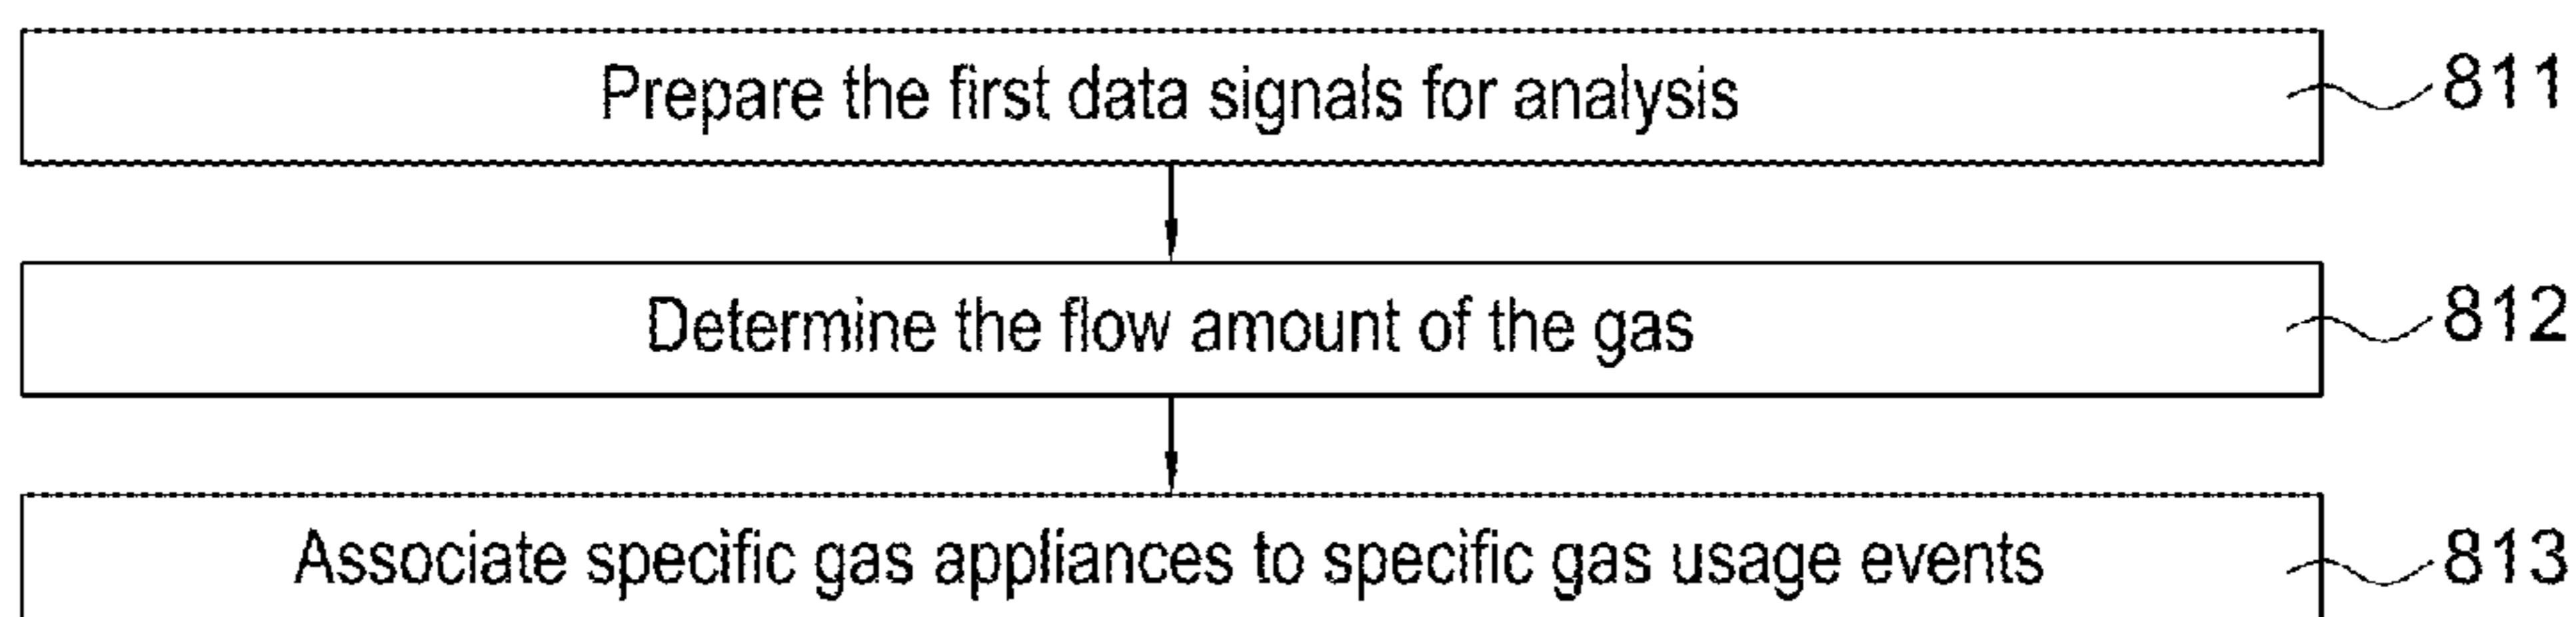 Prepare the first data signals for analysis 811
Determine the flow amount of the gas 812
Associate specific gas appliances to specific gas usage events 813